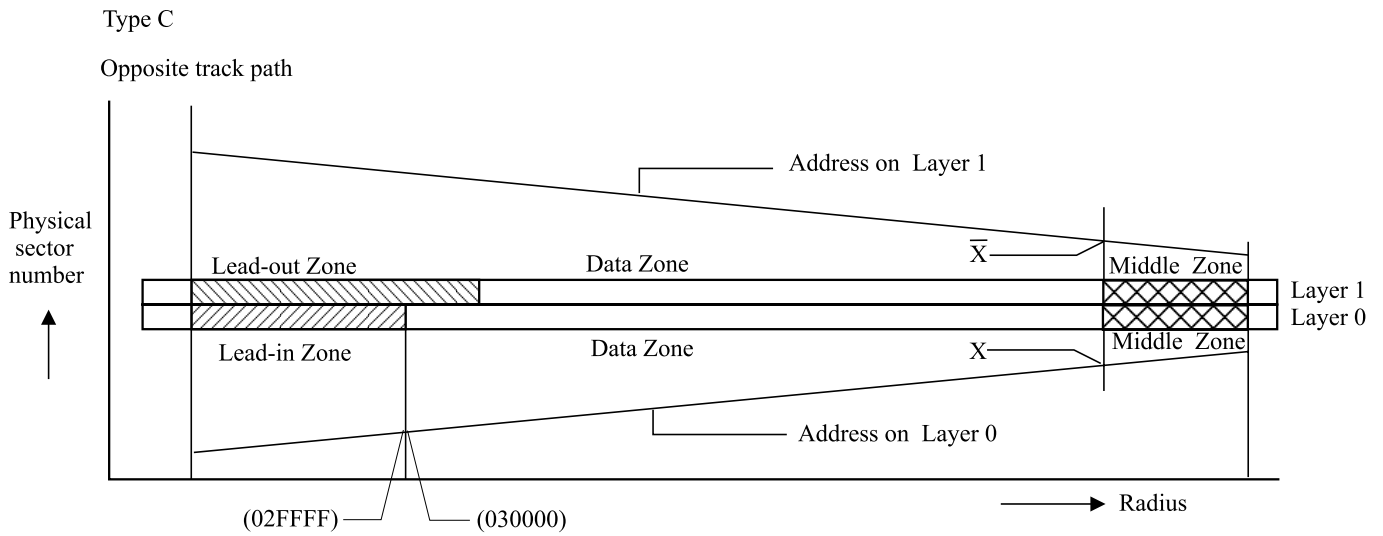 Type C
Opposite track path
Address on Layer 1
Physical
sector
number
X̅
Lead-out Zone
Data Zone
Middle Zone
Layer 1
Layer 0
Lead-in Zone
Data Zone
X
Middle Zone
Address on Layer 0
(02FFFF)
(030000)
Radius